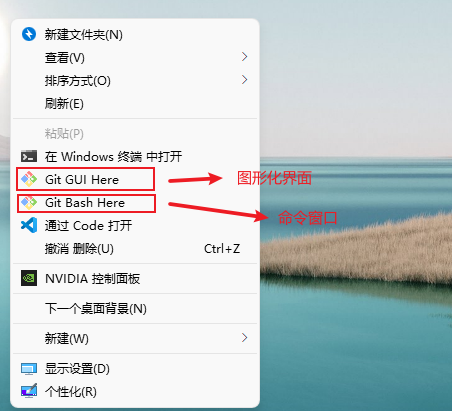 新建文件夹(N)
查看(V)
排序方式(O)
刷新(E)
粘贴(P)
在 Windows 终端 中打开
Git GUI Here
图形化界面
Git Bash Here
命令窗口
通过 Code 打开
撤消 删除(U) Ctrl+Z
NVIDIA 控制面板
下一个桌面背景(N)
新建(W)
显示设置(D)
个性化(R)